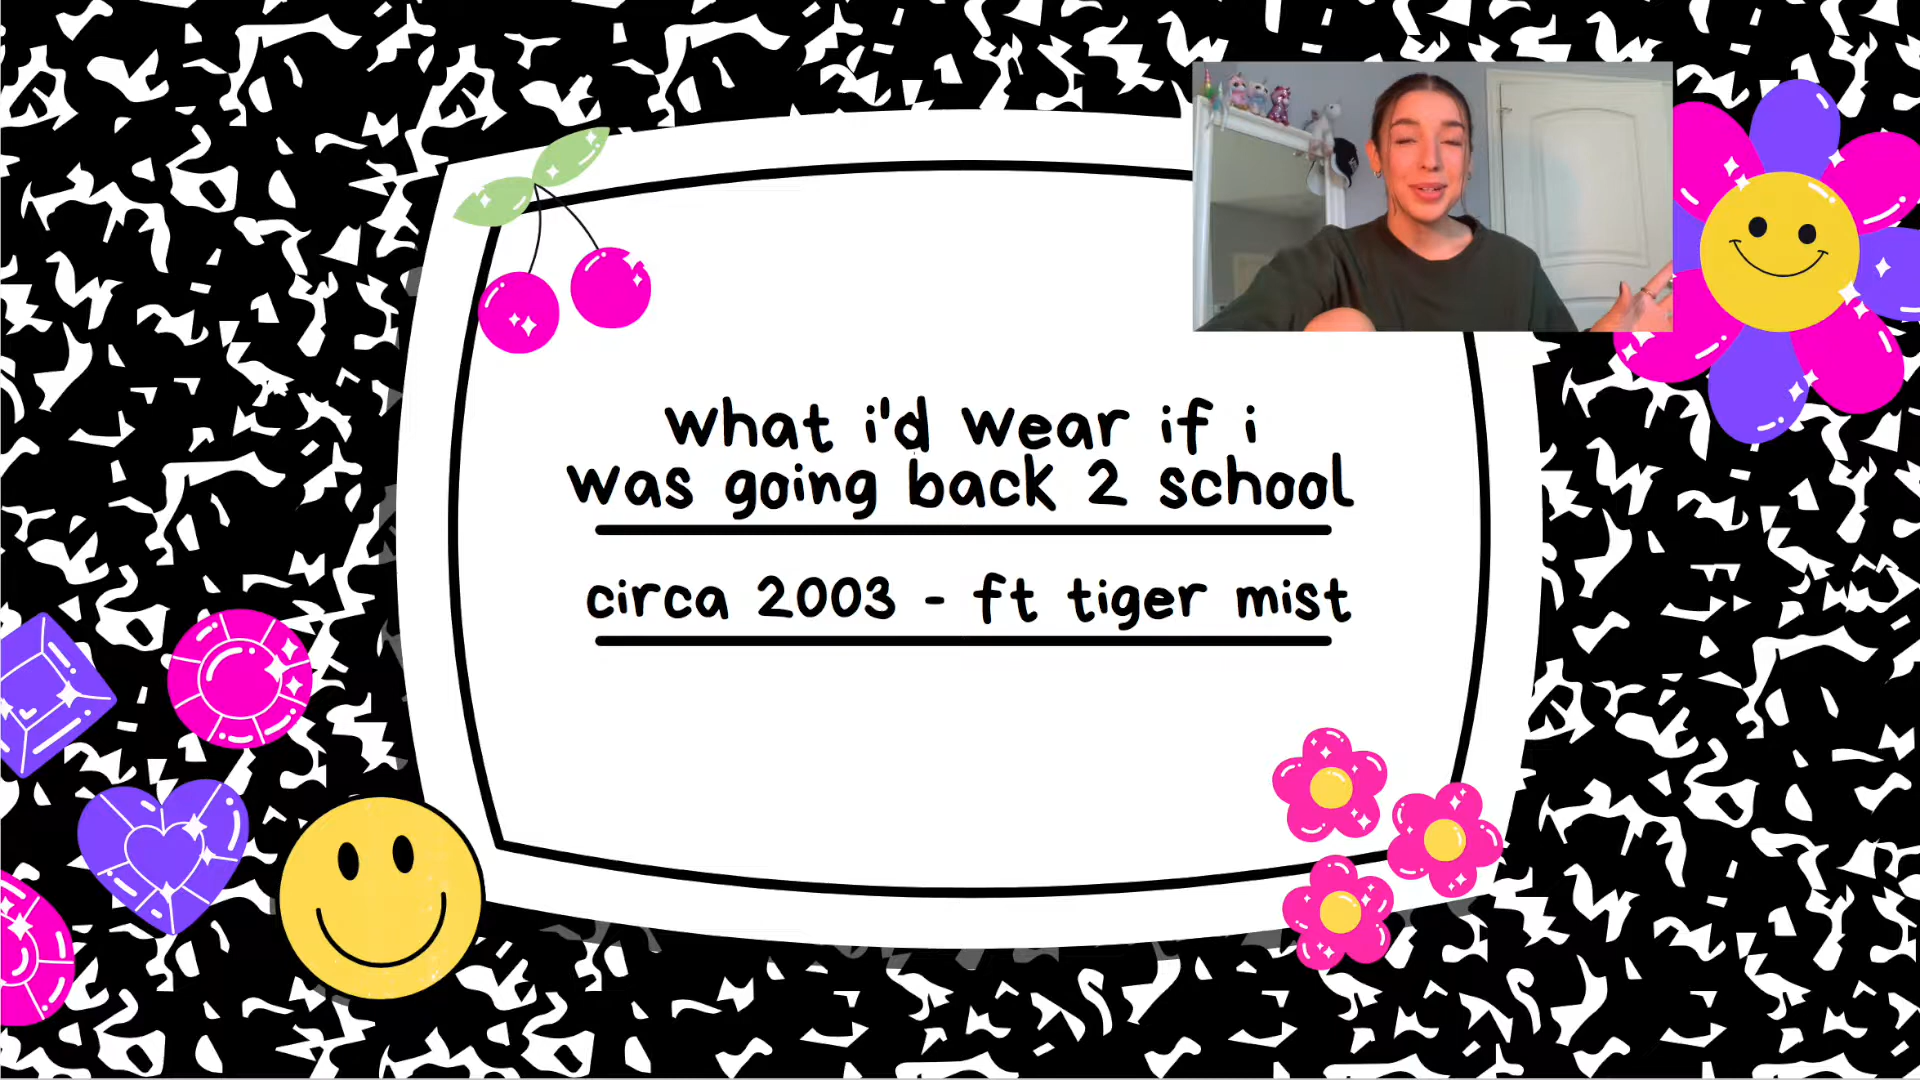 what i'd wear if i
was going back 2 school
circa 2003 - ft tiger mist